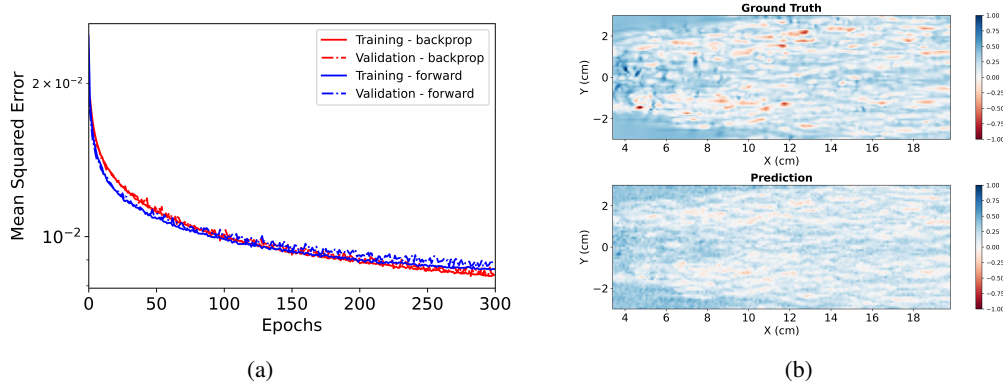 Mean Squared Error
2 × 10⁻²
10⁻²
Training - backprop
Validation - backprop
Training - forward
Validation - forward
0 50 100 150 200 250 300
Epochs
(a)
Ground Truth
Y (cm)
2
0
−2
4 6 8 10 12 14 16 18
X (cm)
1.00
0.75
0.50
0.25
0.00
−0.25
−0.50
−0.75
−1.00
Prediction
Y (cm)
2
0
−2
4 6 8 10 12 14 16 18
X (cm)
1.00
0.75
0.50
0.25
0.00
−0.25
−0.50
−0.75
−1.00
(b)